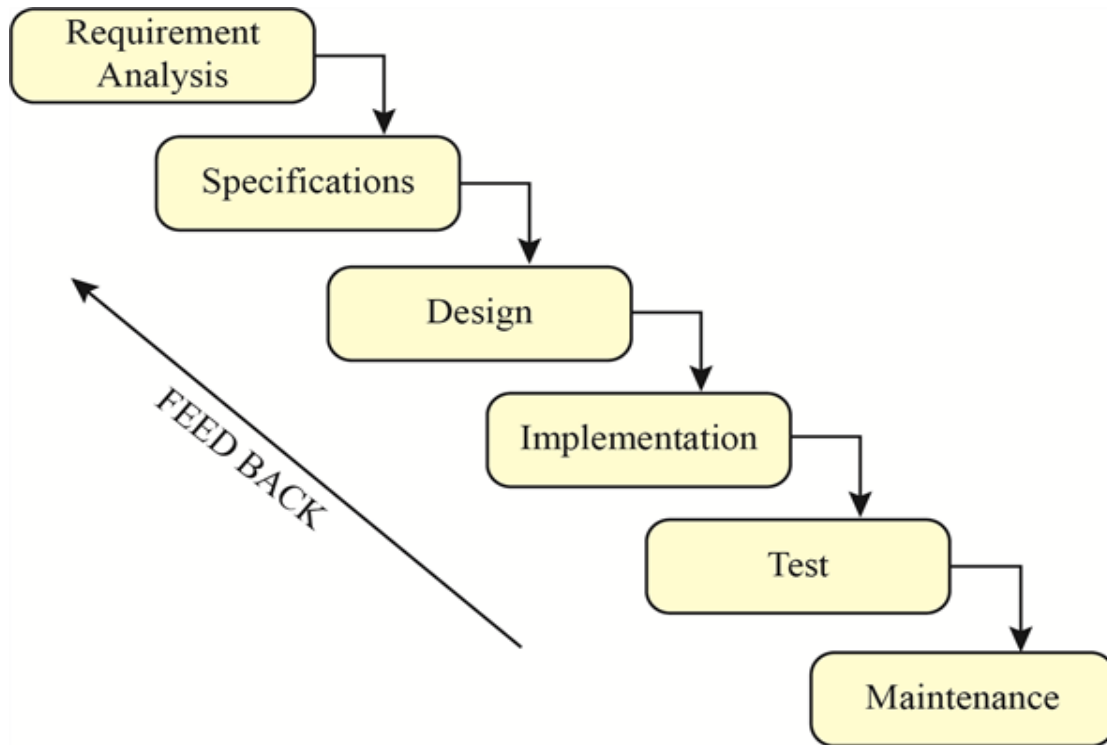 Requirement
Analysis
Specifications
Design
FEED BACK
Implementation
Test
Maintenance